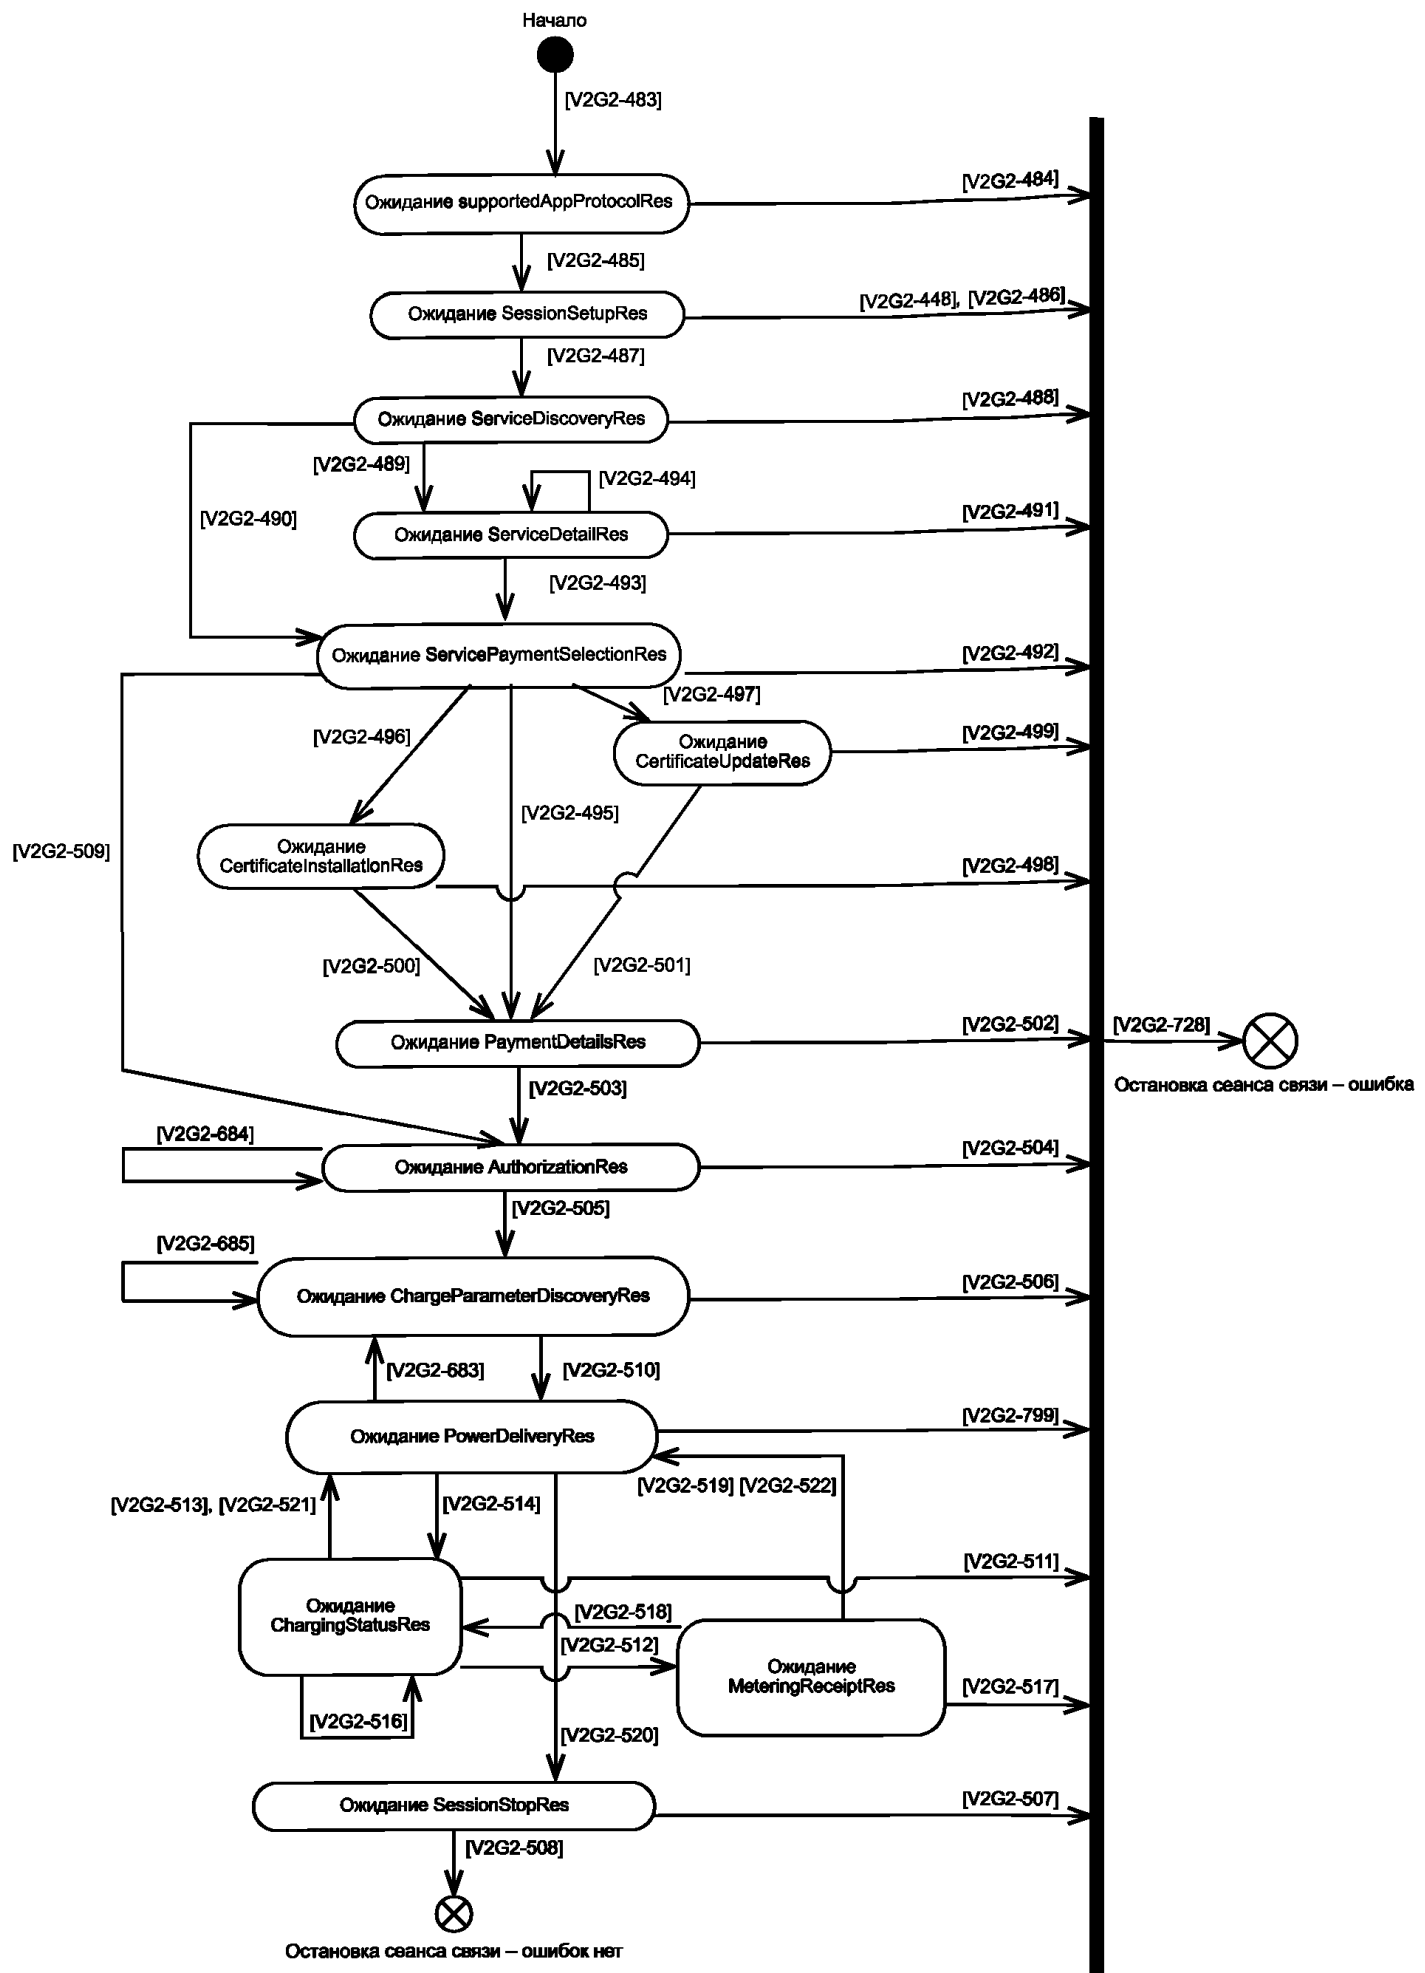 Начало
[V2G2-483]
[V2G2-484]
Ожидание supportedAppProtocolRes
[V2G2-485]
[V2G2-448], [V2G2-486]
Ожидание SessionSetupRes
[V2G2-487]
[V2G2-488]
Ожидание ServiceDiscoveryRes
[V2G2-489]
[V2G2-494]
[V2G2-490]
[V2G2-491]
Ожидание ServiceDetailRes
[V2G2-493]
[V2G2-492]
Ожидание ServicePaymentSelectionRes
[V2G2-497]
[V2G2-496]
[V2G2-499]
Ожидание
CertificateUpdateRes
[V2G2-495]
[V2G2-509]
Ожидание
CertificateInstallationRes
[V2G2-498]
[V2G2-500]
[V2G2-501]
[V2G2-502]
[V2G2-728]
Ожидание PaymentDetailsRes
Остановка сеанса связи – ошибка
[V2G2-503]
[V2G2-684]
[V2G2-504]
Ожидание AuthorizationRes
[V2G2-505]
[V2G2-685]
[V2G2-506]
Ожидание ChargeParameterDiscoveryRes
[V2G2-683]
[V2G2-510]
[V2G2-799]
Ожидание PowerDeliveryRes
[V2G2-519] [V2G2-522]
[V2G2-513], [V2G2-521]
[V2G2-514]
[V2G2-511]
Ожидание
ChargingStatusRes
[V2G2-518]
[V2G2-512]
Ожидание
MeteringReceiptRes
[V2G2-517]
[V2G2-516]
[V2G2-520]
[V2G2-507]
Ожидание SessionStopRes
[V2G2-508]
Остановка сеанса связи – ошибок нет